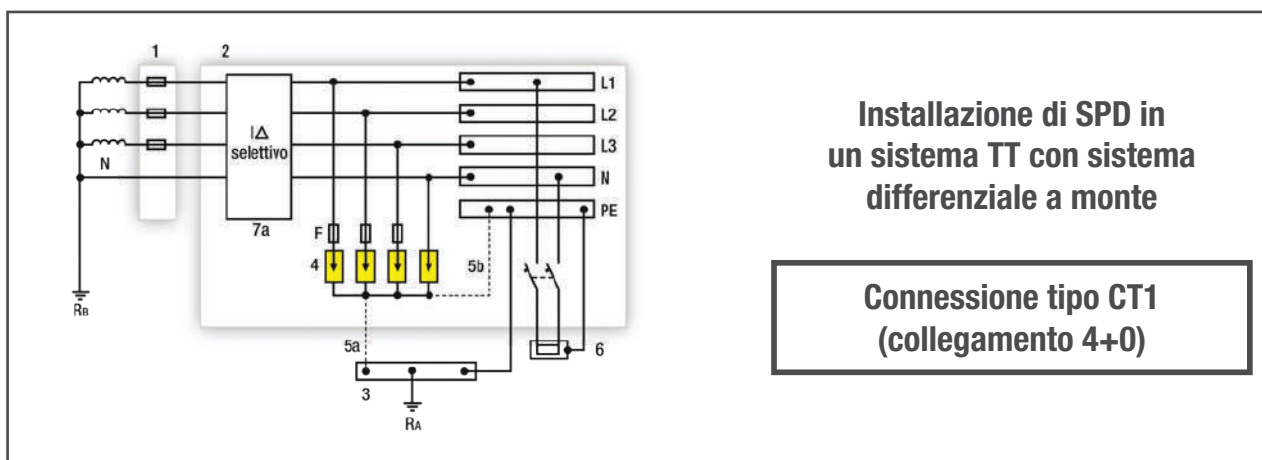 1
2
L1
L2
L3
N
PE
IΔ
selettivo
N
7a
F
4
5b
RB
5a
6
3
RA
Installazione di SPD in
un sistema TT con sistema
differenziale a monte
Connessione tipo CT1
(collegamento 4+0)